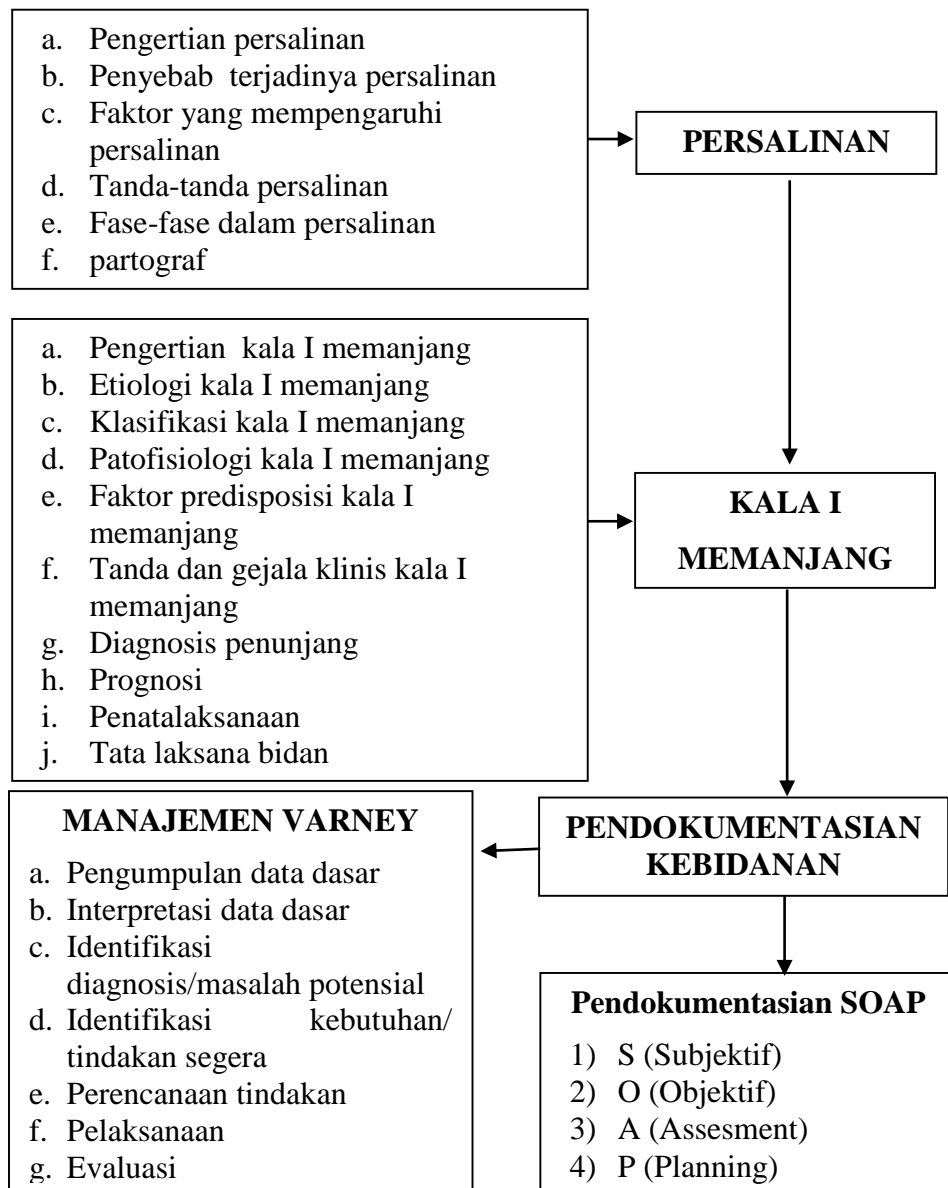 a. Pengertian persalinan
b. Penyebab terjadinya persalinan
c. Faktor yang mempengaruhi
persalinan
d. Tanda-tanda persalinan
e. Fase-fase dalam persalinan
f. partograf
PERSALINAN
a. Pengertian kala I memanjang
b. Etiologi kala I memanjang
c. Klasifikasi kala I memanjang
d. Patofisiologi kala I memanjang
e. Faktor predisposisi kala I
memanjang
f. Tanda dan gejala klinis kala I
memanjang
g. Diagnosis penunjang
h. Prognosi
i. Penatalaksanaan
j. Tata laksana bidan
KALA I
MEMANJANG
MANAJEMEN VARNEY
a. Pengumpulan data dasar
b. Interpretasi data dasar
c. Identifikasi
diagnosis/masalah potensial
d. Identifikasi kebutuhan/
tindakan segera
e. Perencanaan tindakan
f. Pelaksanaan
g. Evaluasi
PENDOKUMENTASIAN
KEBIDANAN
Pendokumentasian SOAP
1) S (Subjektif)
2) O (Objektif)
3) A (Assesment)
4) P (Planning)